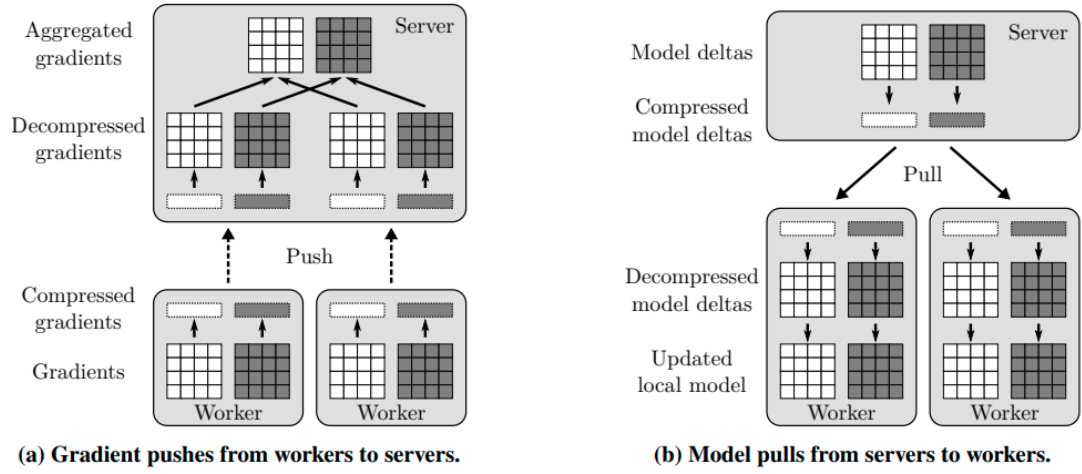 Aggregated
gradients
Server
Decompressed
gradients
Push
Compressed
gradients
Gradients
Worker
Worker
(a) Gradient pushes from workers to servers.
Server
Model deltas
Compressed
model deltas
Pull
Decompressed
model deltas
Updated
local model
Worker
Worker
(b) Model pulls from servers to workers.